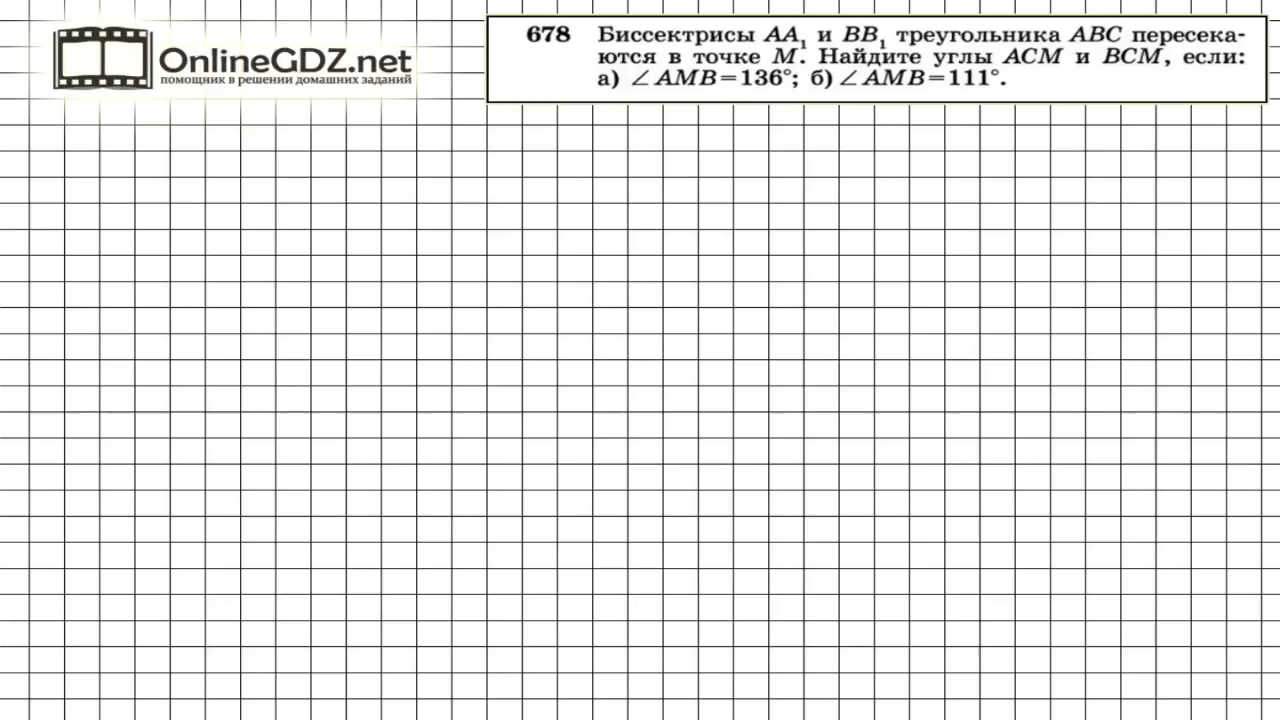 OnlineGDZ.net
помощник в решении домашних заданий
678 Биссектрисы AA₁ и BB₁ треугольника ABC пересека-
ются в точке M. Найдите углы ACM и BCM, если:
а) ∠AMB=136°; б) ∠AMB=111°.